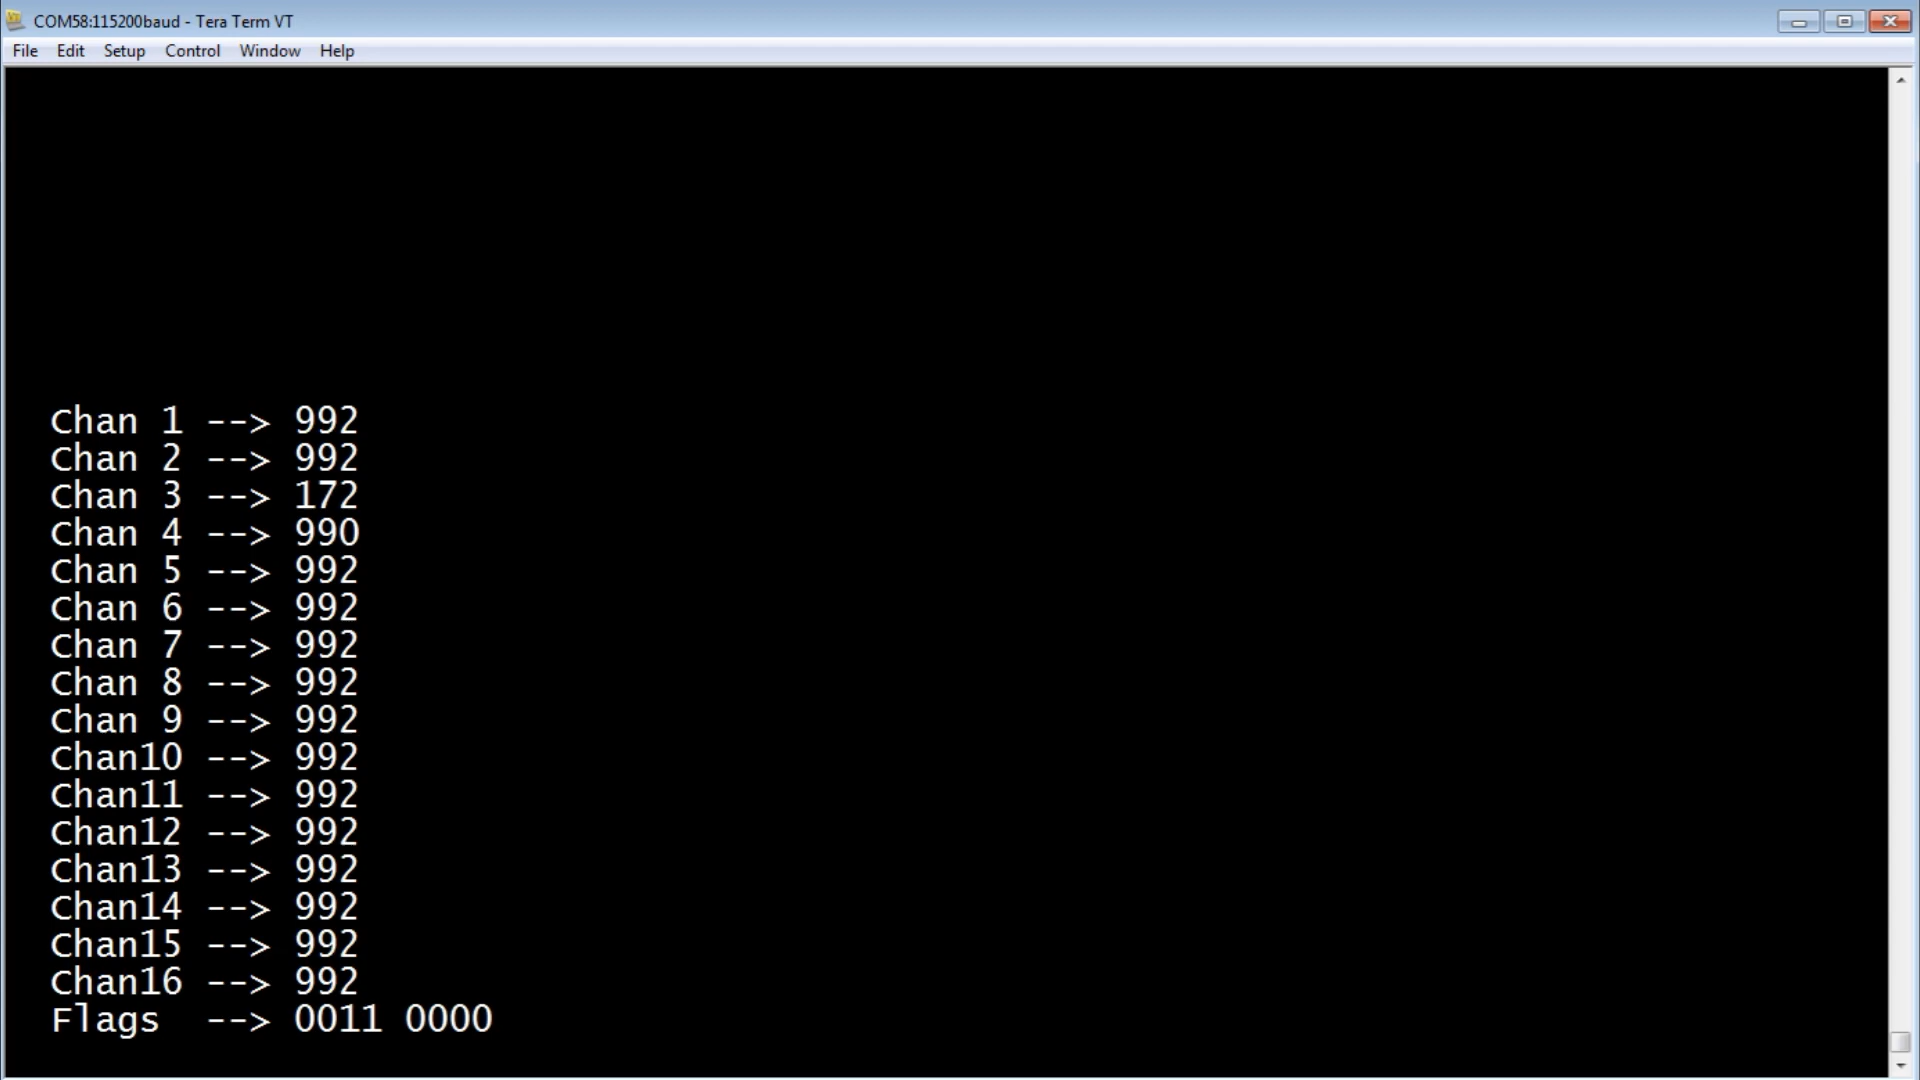 COM58:115200baud - Tera Term VT
File Edit Setup Control Window Help
Chan 1 --> 992
Chan 2 --> 992
Chan 3 --> 172
Chan 4 --> 990
Chan 5 --> 992
Chan 6 --> 992
Chan 7 --> 992
Chan 8 --> 992
Chan 9 --> 992
Chan10 --> 992
Chan11 --> 992
Chan12 --> 992
Chan13 --> 992
Chan14 --> 992
Chan15 --> 992
Chan16 --> 992
Flags  --> 0011 0000